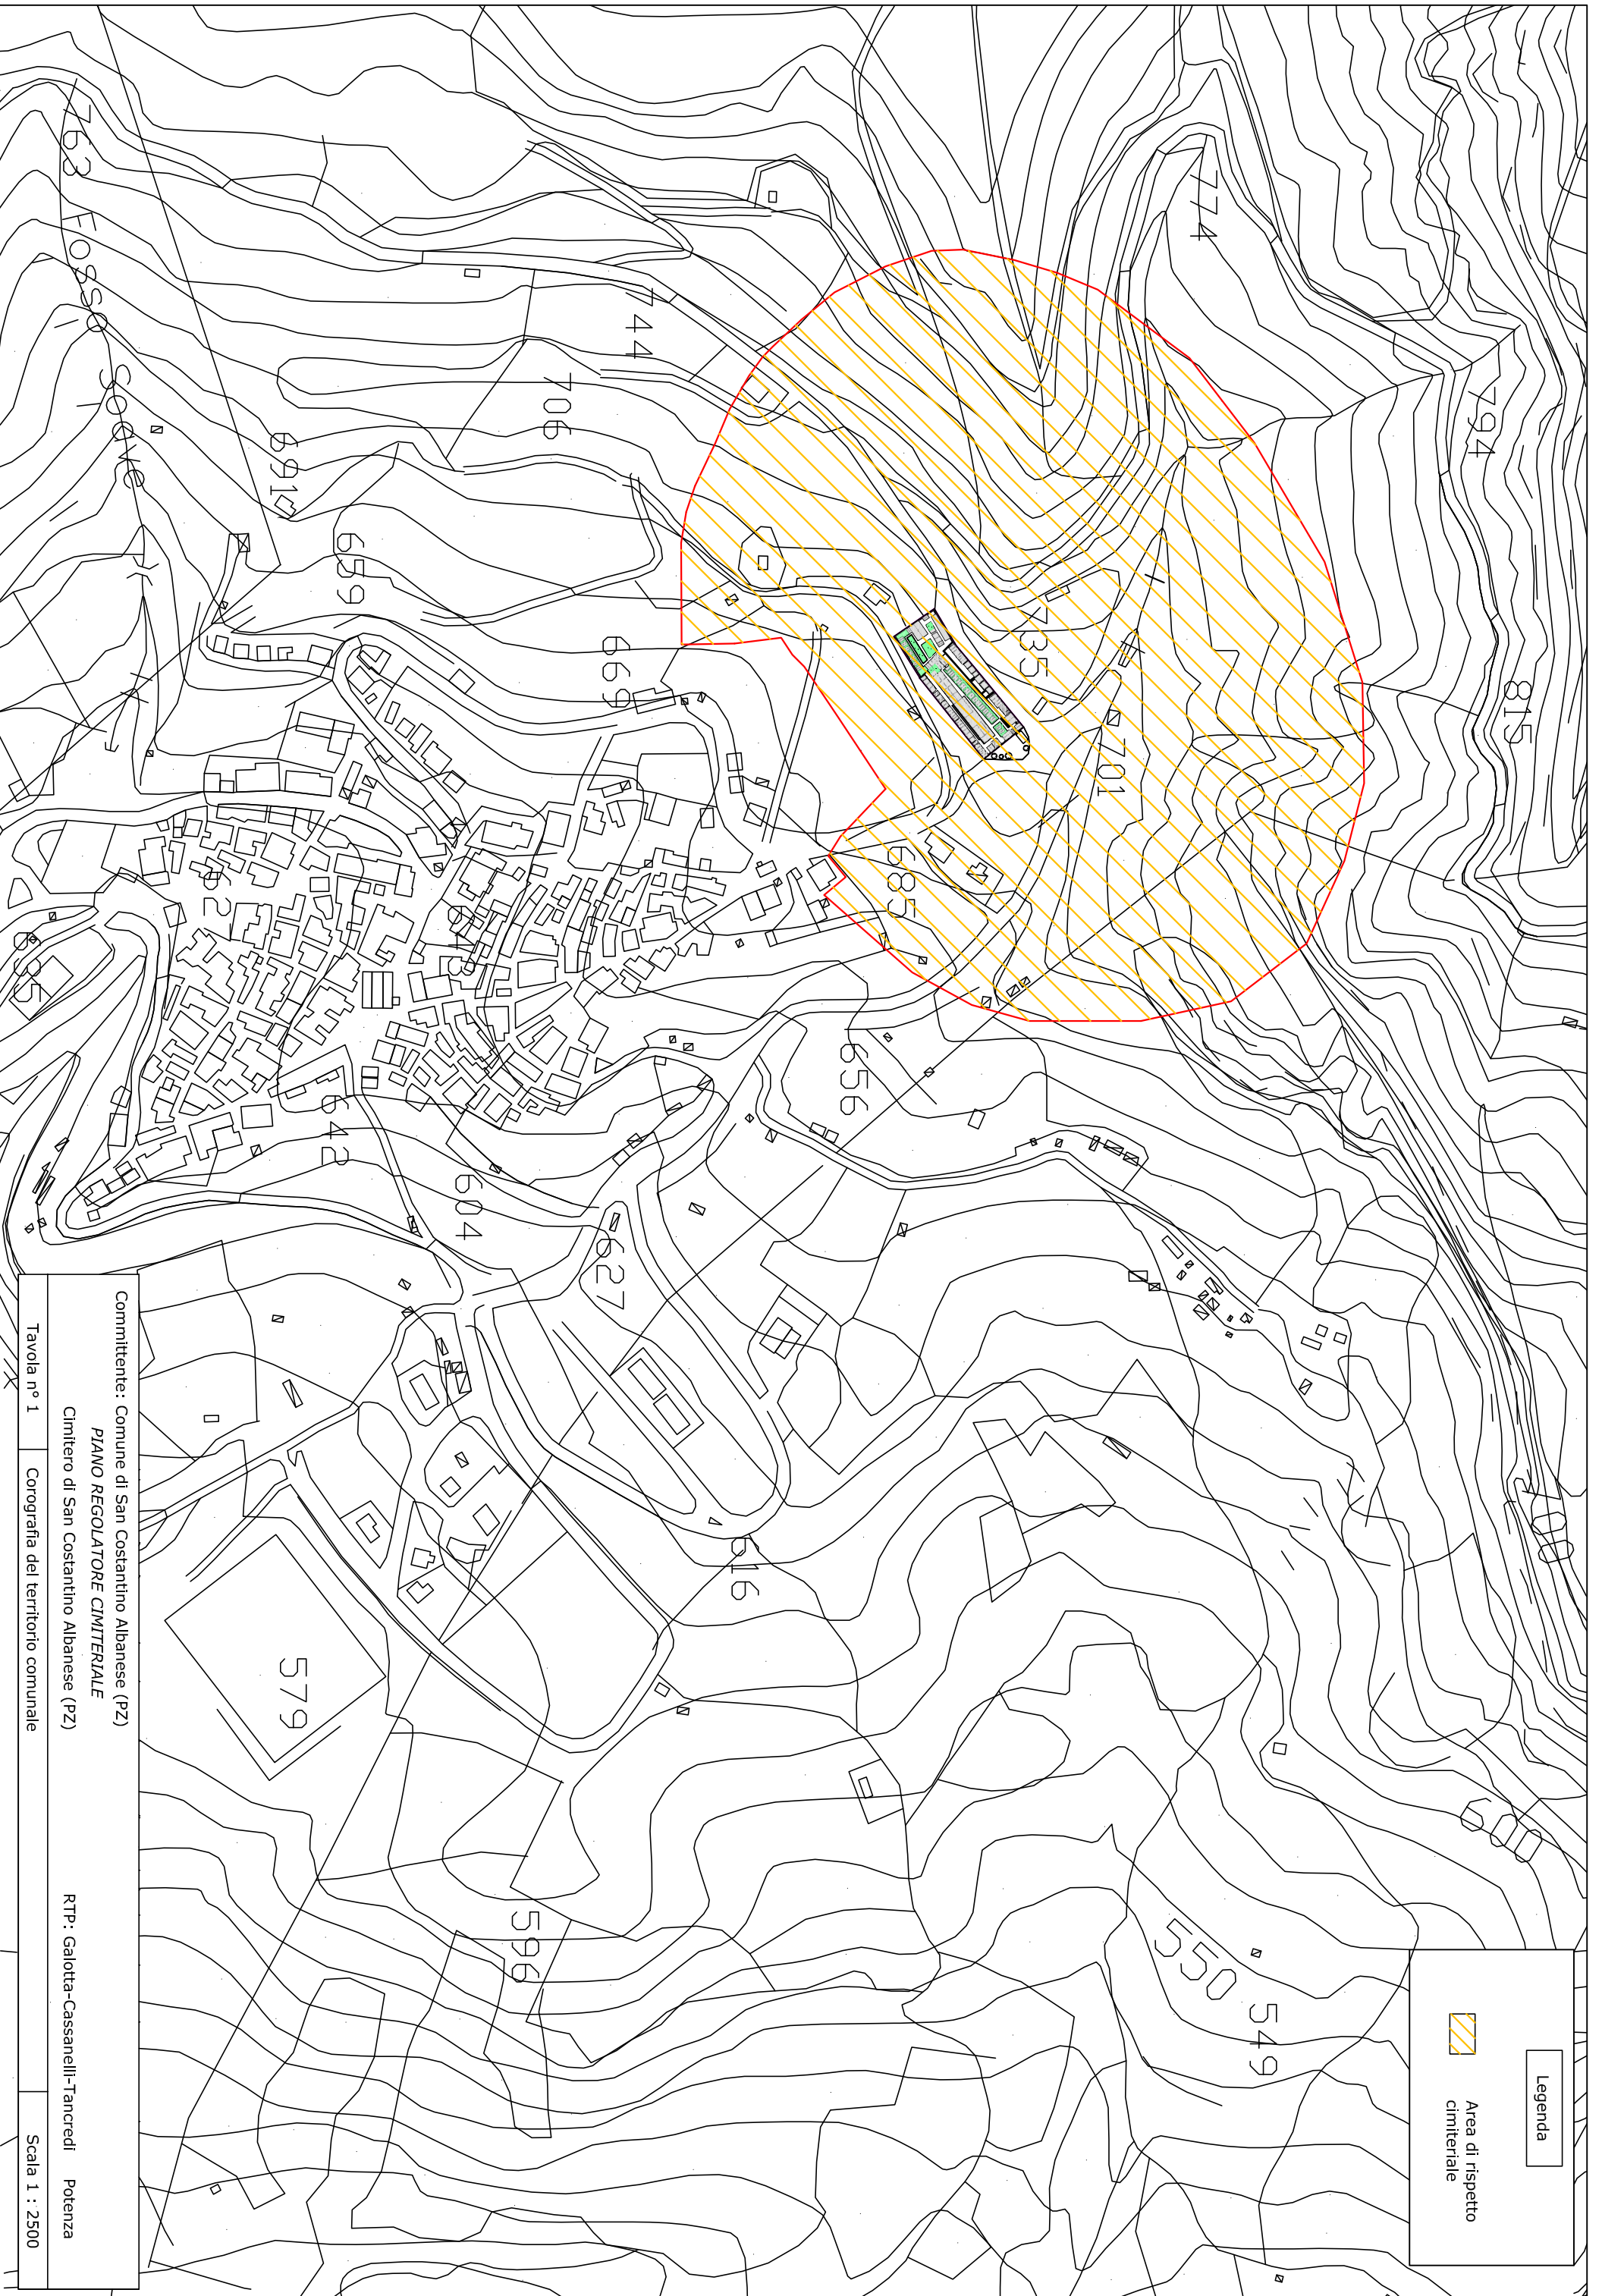 Legenda
Area di rispetto
cimiteriale
815
794
774
701
735
550
549
685
656
744
616
669
627
706
596
643
604
659
642
691
579
621
763
Fosso
635
Committente: Comune di San Costantino Albanese (PZ)
PIANO REGOLATORE CIMITERIALE
Cimitero di San Costantino Albanese (PZ)
RTP: Galotta-Cassanelli-Tancredi Potenza
Tavola n° 1
Corografia del territorio comunale
Scala 1 : 2500